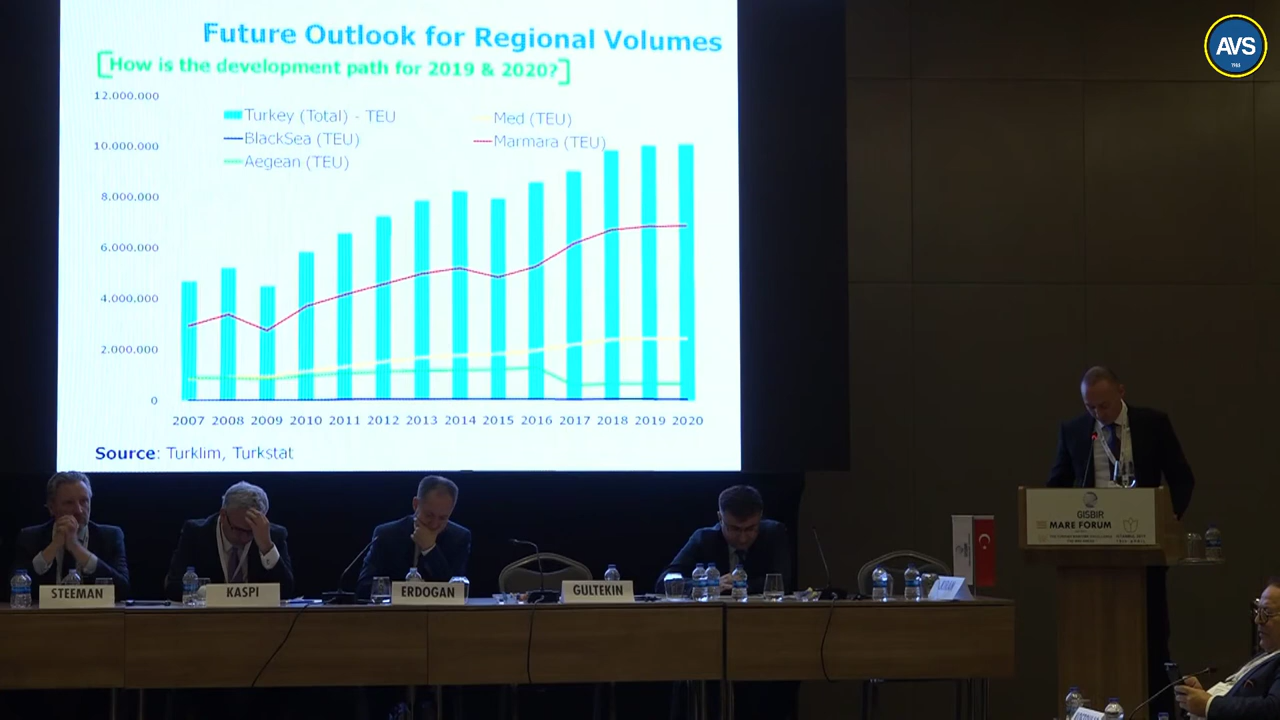 Future Outlook for Regional Volumes
[How is the development path for 2019 & 2020?]
12.000.000
10.000.000
8.000.000
6.000.000
4.000.000
2.000.000
0
Turkey (Total) - TEU
Med (TEU)
BlackSea (TEU)
Marmara (TEU)
Aegean (TEU)
2007 2008 2009 2010 2011 2012 2013 2014 2015 2016 2017 2018 2019 2020
Source: Turklim, Turkstat
AVS
STEEMAN
KASPI
ERDOGAN
GULTEKIN
GISBIR
MARE FORUM